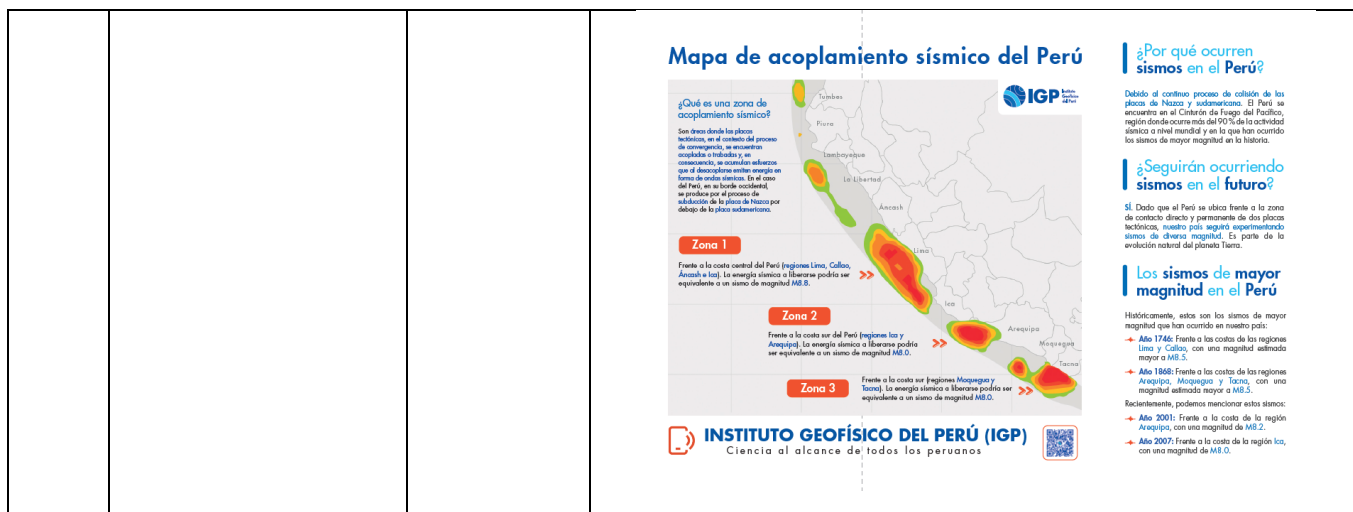 Mapa de acoplamiento sísmico del Perú
¿Qué es una zona de
acoplamiento sísmico?
Son áreas donde las placas
tectónicas, en el contexto del proceso
de convergencia, se encuentran
acopladas o trabadas y, en
consecuencia, se acumulan esfuerzos
que al desacoplarse emiten energía en
forma de ondas sísmicas. En el caso
del Perú, en su borde occidental,
se produce por el proceso de
subducción de la placa de Nazca por
debajo de la placa sudamericana.
IGP
Instituto
Geofísico
del Perú
Tumbes
Piura
Lambayeque
La Libertad
Áncash
Lima
Ica
Arequipa
Moquegua
Tacna
Zona 1
Frente a la costa central del Perú (regiones Lima, Callao,
Áncash e Ica). La energía sísmica a liberarse podría ser
equivalente a un sismo de magnitud M8.8.
Zona 2
Frente a la costa sur del Perú (regiones Ica y
Arequipa). La energía sísmica a liberarse podría
ser equivalente a un sismo de magnitud M8.0.
Zona 3
Frente a la costa sur (regiones Moquegua y
Tacna). La energía sísmica a liberarse podría ser
equivalente a un sismo de magnitud M8.0.
INSTITUTO GEOFÍSICO DEL PERÚ (IGP)
Ciencia al alcance de todos los peruanos
¿Por qué ocurren
sismos en el Perú?
Debido al continuo proceso de colisión de las
placas de Nazca y sudamericana. El Perú se
encuentra en el Cinturón de Fuego del Pacífico,
región donde ocurre más del 90% de la actividad
sísmica a nivel mundial y en la que han ocurrido
los sismos de mayor magnitud en la historia.
¿Seguirán ocurriendo
sismos en el futuro?
SÍ. Dado que el Perú se ubica frente a la zona
de contacto directo y permanente de dos placas
tectónicas, nuestro país seguirá experimentando
sismos de diversa magnitud. Es parte de la
evolución natural del planeta Tierra.
Los sismos de mayor
magnitud en el Perú
Históricamente, estos son los sismos de mayor
magnitud que han ocurrido en nuestro país:
Año 1746: Frente a las costas de las regiones
Lima y Callao, con una magnitud estimada
mayor a M8.5.
Año 1868: Frente a las costas de las regiones
Arequipa, Moquegua y Tacna, con una
magnitud estimada mayor a M8.5.
Recientemente, podemos mencionar estos sismos:
Año 2001: Frente a la costa de la región
Arequipa, con una magnitud de M8.2.
Año 2007: Frente a la costa de la región Ica,
con una magnitud de M8.0.